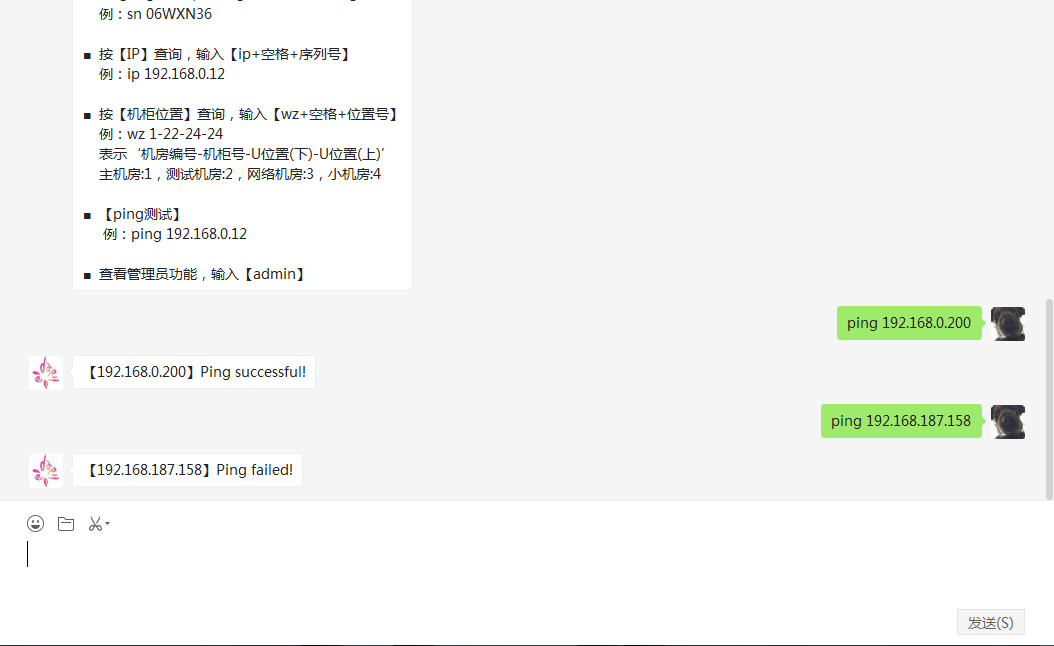 例：sn 06WXN36
■ 按【IP】查询，输入【ip+空格+序列号】
例：ip 192.168.0.12
■ 按【机柜位置】查询，输入【wz+空格+位置号】
例：wz 1-22-24-24
表示‘机房编号-机柜号-U位置(下)-U位置(上)’
主机房:1，测试机房:2，网络机房:3，小机房:4
■ 【ping测试】
例：ping 192.168.0.12
■ 查看管理员功能，输入【admin】
ping 192.168.0.200
【192.168.0.200】Ping successful!
ping 192.168.187.158
【192.168.187.158】Ping failed!
发送(S)